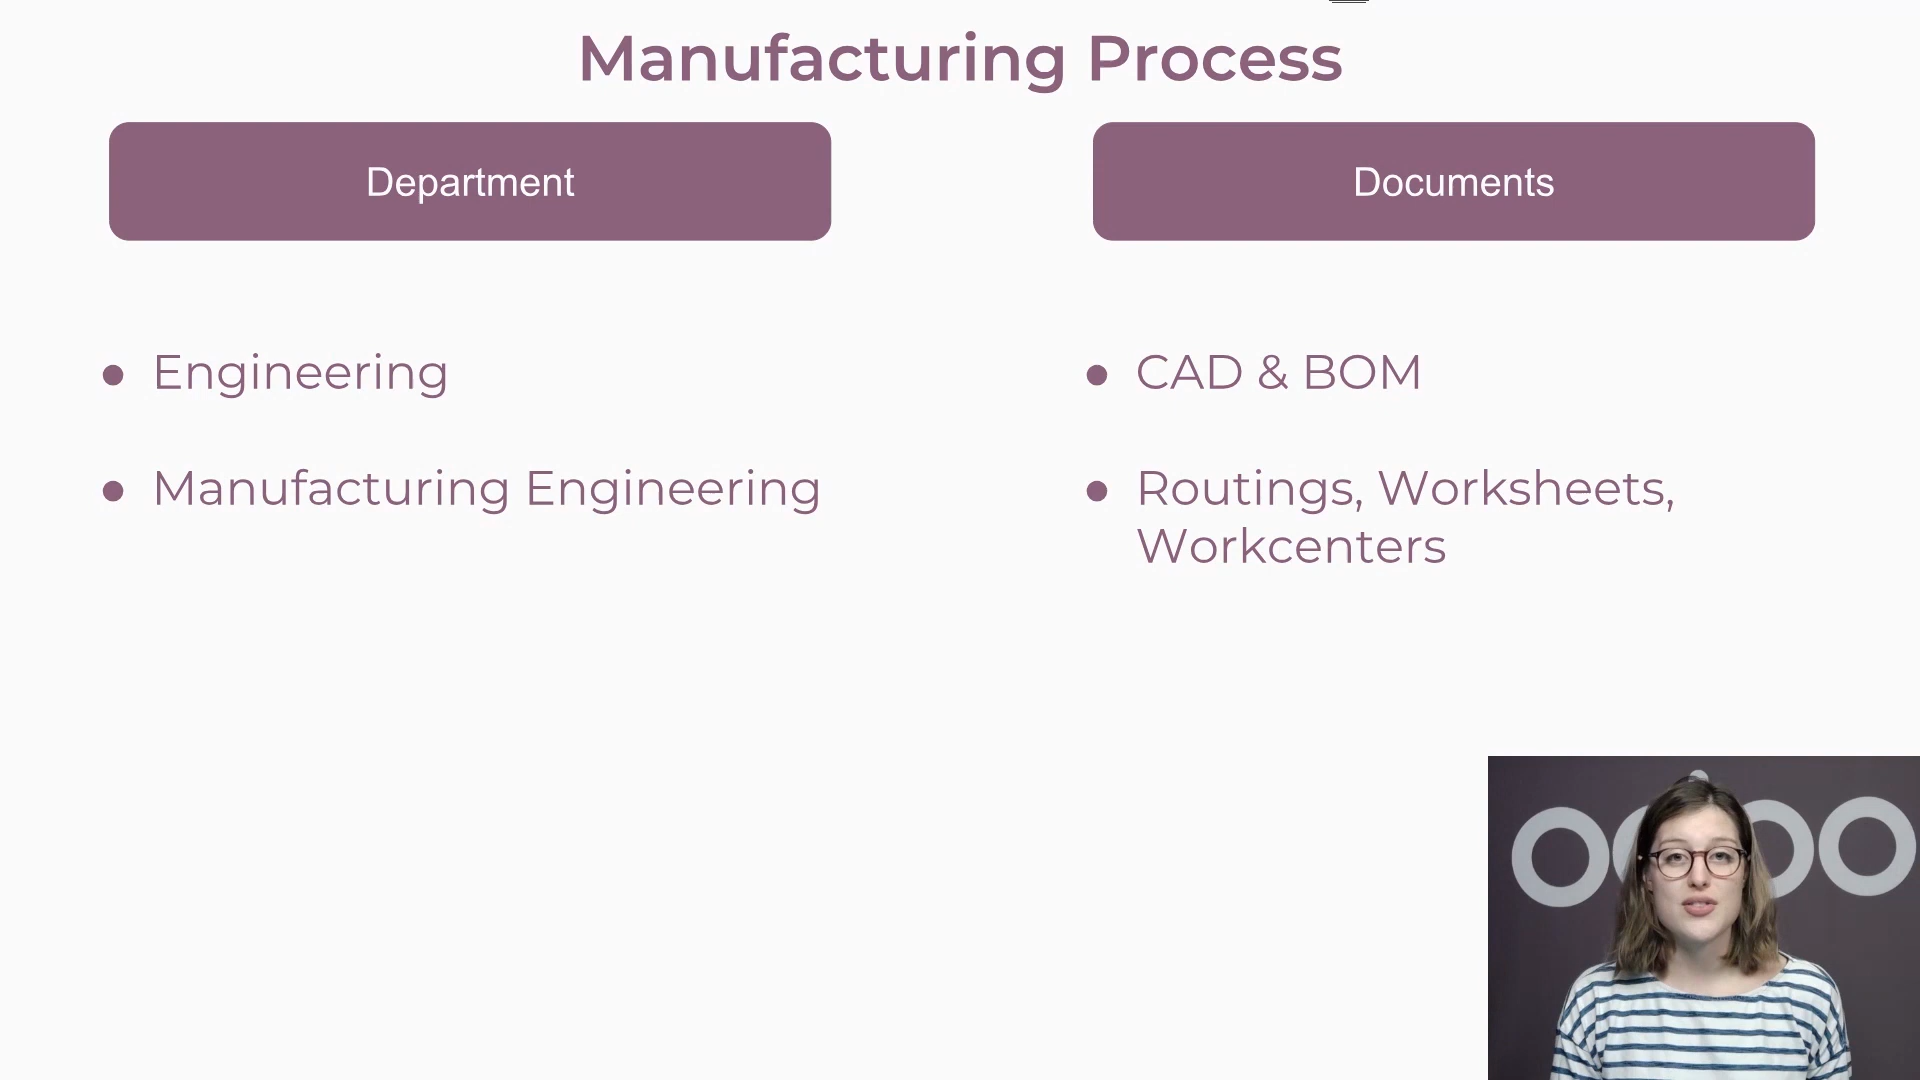 Manufacturing Process
Department
Documents
Engineering
Manufacturing Engineering
CAD & BOM
Routings, Worksheets,
Workcenters